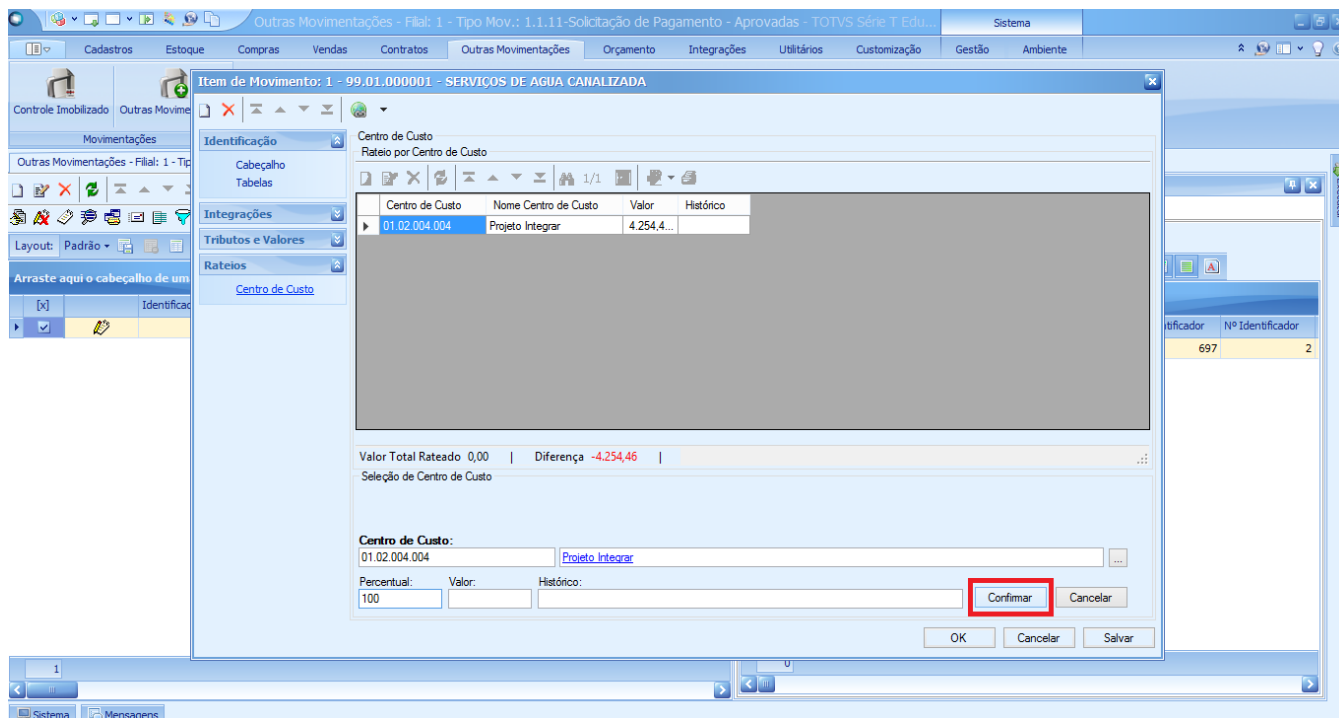 Outras Movimentações - Filial: 1 - Tipo Mov.: 1.1.11-Solicitação de Pagamento - Aprovadas - TOTVS Série T Edu...
Sistema
Cadastros Estoque Compras Vendas Contratos Outras Movimentações Orçamento Integrações Utilitários Customização Gestão Ambiente
Item de Movimento: 1 - 99.01.000001 - SERVIÇOS DE AGUA CANALIZADA
Controle Imobilizado Outras Movime
Movimentações
Outras Movimentações - Filial: 1 - Tip
Layout: Padrão
Arraste aqui o cabeçalho de um
[x] Identificad
Identificação
Cabeçalho
Tabelas
Integrações
Tributos e Valores
Rateios
Centro de Custo
Centro de Custo
Rateio por Centro de Custo
1/1
Centro de Custo Nome Centro de Custo Valor Histórico
01.02.004.004 Projeto Integrar 4.254,4...
Valor Total Rateado 0,00 | Diferença -4.254,46 |
Seleção de Centro de Custo
Centro de Custo:
01.02.004.004 Projeto Integrar ...
Percentual: Valor: Histórico:
100
Confirmar Cancelar
OK Cancelar Salvar
A
ntificador Nº Identificador
697 2
1
0
Sistema Mensagens